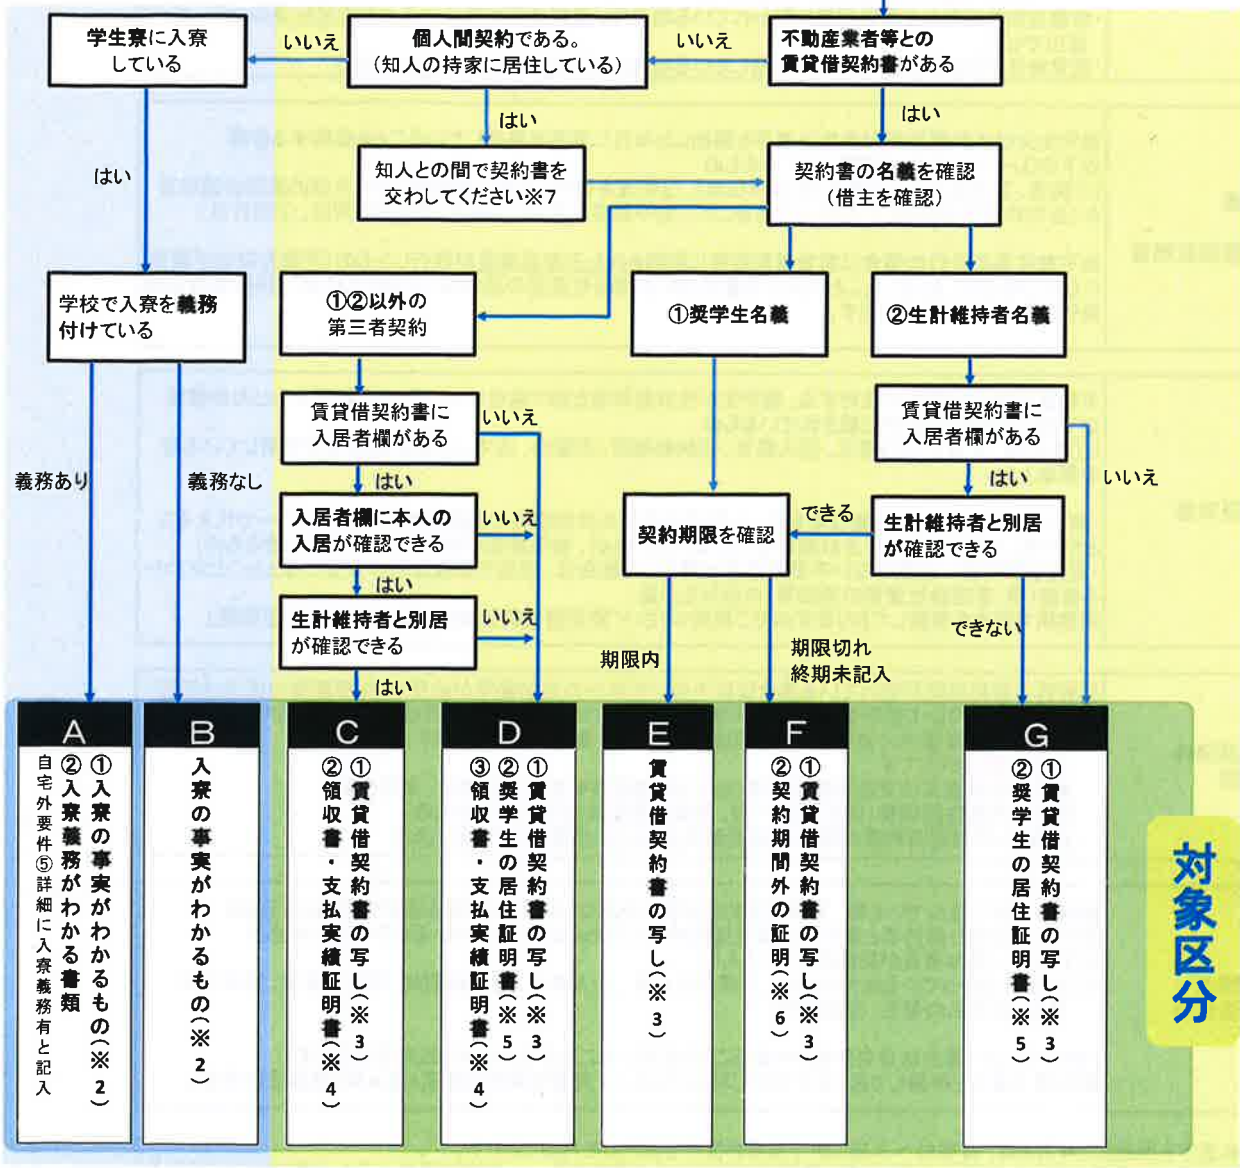 学生寮に入寮
している
いいえ
個人間契約である。
(知人の持家に居住している)
いいえ
不動産業者等との
賃貸借契約書がある
はい
はい
はい
知人との間で契約書を
交わしてください※7
契約書の名義を確認
(借主を確認)
学校で入寮を義務
付けている
①②以外の
第三者契約
①奨学生名義
②生計維持者名義
賃貸借契約書に
入居者欄がある
いいえ
賃貸借契約書に
入居者欄がある
義務あり
義務なし
はい
はい
いいえ
入居者欄に本人の
入居が確認できる
いいえ
契約期限を確認
できる
生計維持者と別居
が確認できる
はい
生計維持者と別居
が確認できる
いいえ
できない
期限内
期限切れ
終期未記入
はい
A
①入寮の事実がわかるもの(※2)
②入寮義務がわかる書類
自宅外要件⑤詳細に入寮義務有と記入
B
入寮の事実がわかるもの(※2)
C
①賃貸借契約書の写し(※3)
②領収書・支払実績証明書(※4)
D
①賃貸借契約書の写し(※3)
②奨学生の居住証明書(※5)
③領収書・支払実績証明書(※4)
E
賃貸借契約書の写し(※3)
F
①賃貸借契約書の写し(※3)
②契約期間外の証明(※6)
G
①賃貸借契約書の写し(※3)
②奨学生の居住証明書(※5)
対象区分